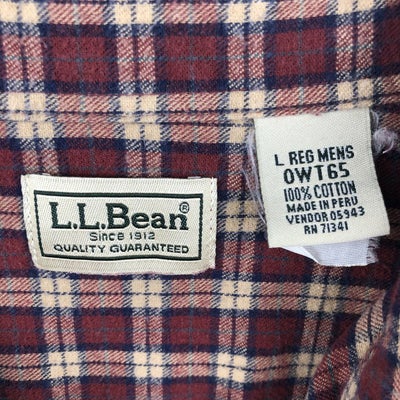 L.L.Bean®
Since 1912
QUALITY GUARANTEED
L REG MENS
0WT65
100% COTTON
MADE IN PERU
VENDOR 05943
RN 71341